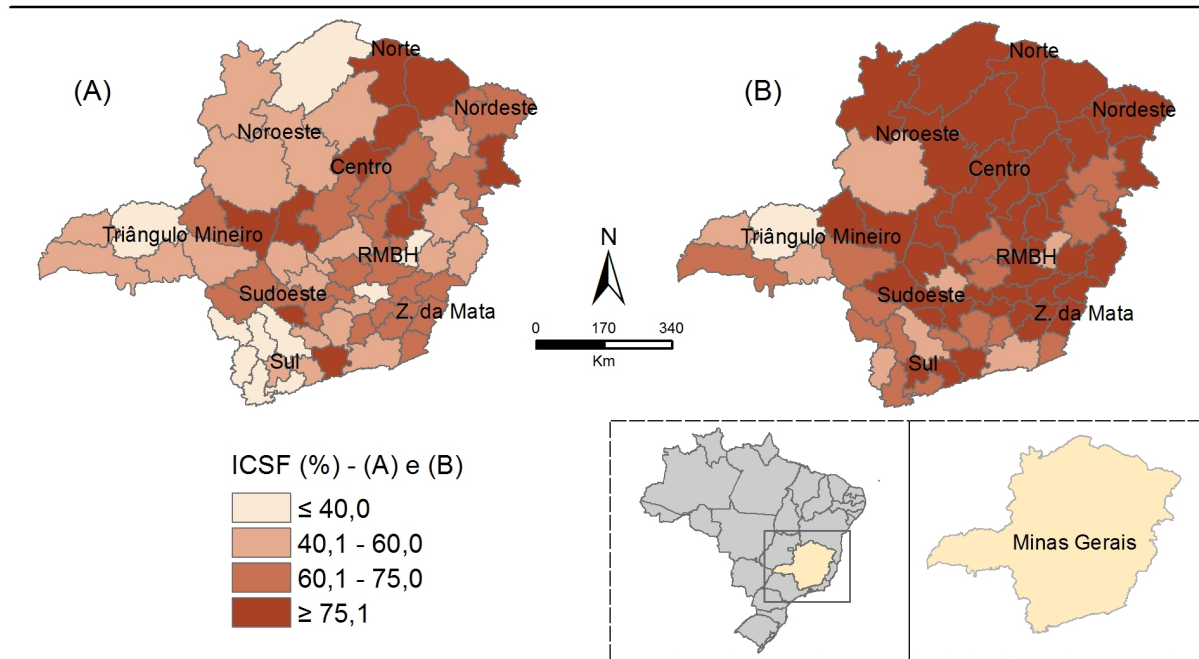 (A)
Norte
Nordeste
Noroeste
Centro
Triângulo Mineiro
RMBH
Sudoeste
Z. da Mata
Sul
N
0 170 340
Km
(B)
Norte
Nordeste
Noroeste
Centro
Triângulo Mineiro
RMBH
Sudoeste
Z. da Mata
Sul
ICSF (%) - (A) e (B)
≤ 40,0
40,1 - 60,0
60,1 - 75,0
≥ 75,1
Minas Gerais